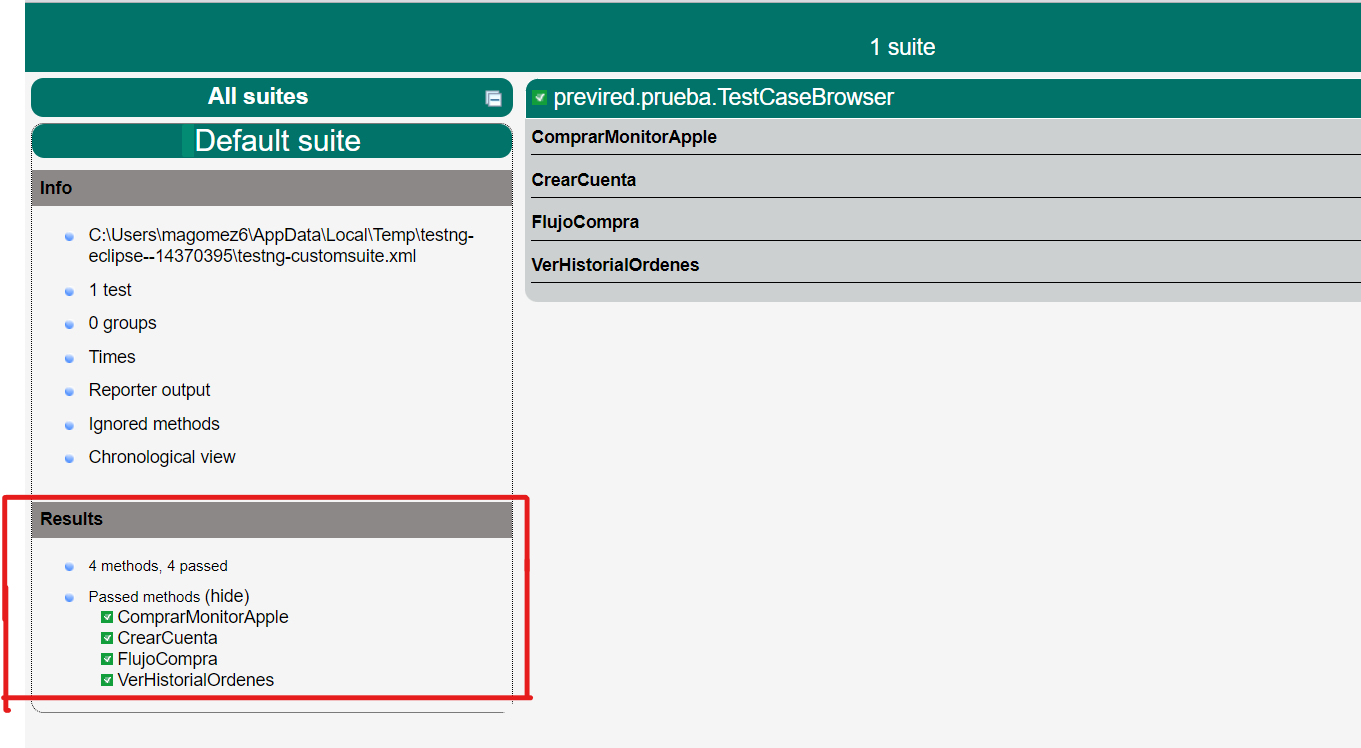 1 suite
All suites
Default suite
Info
C:\Users\magomez6\AppData\Local\Temp\testng-
eclipse--14370395\testng-customsuite.xml
1 test
0 groups
Times
Reporter output
Ignored methods
Chronological view
Results
4 methods, 4 passed
Passed methods (hide)
ComprarMonitorApple
CrearCuenta
FlujoCompra
VerHistorialOrdenes
previred.prueba.TestCaseBrowser
ComprarMonitorApple
CrearCuenta
FlujoCompra
VerHistorialOrdenes